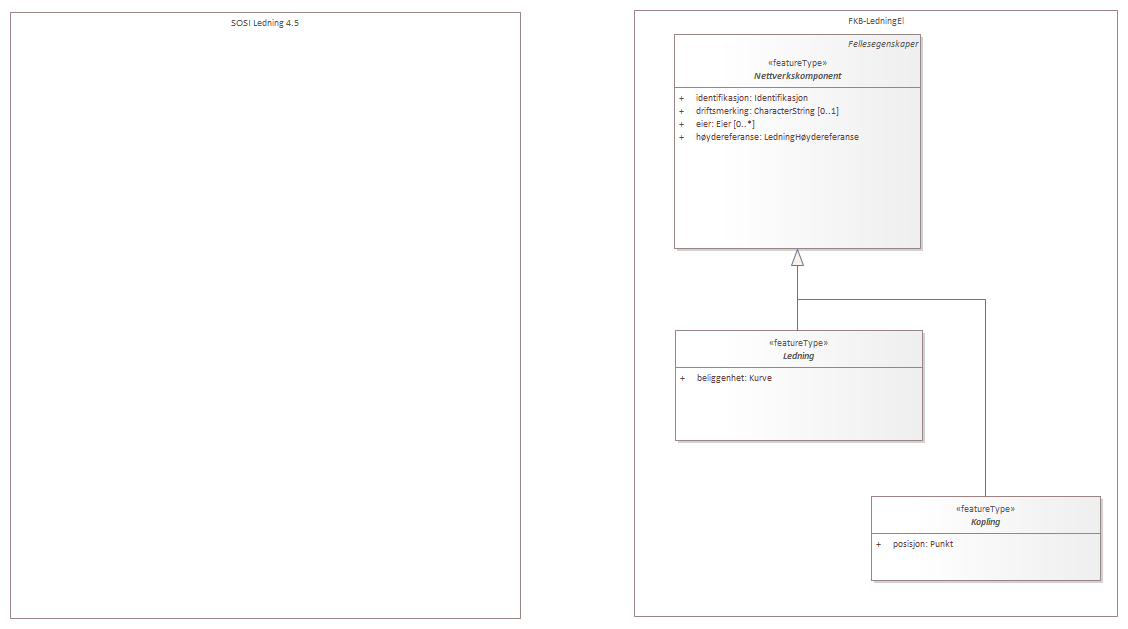 SOSI Ledning 4.5
FKB-LedningEl
Fellesegenskaper
«featureType»
Nettverkskomponent
+ identifikasjon: Identifikasjon
+ driftsmerking: CharacterString [0..1]
+ eier: Eier [0..*]
+ høydereferanse: LedningHøydereferanse
«featureType»
Ledning
+ beliggenhet: Kurve
«featureType»
Kopling
+ posisjon: Punkt